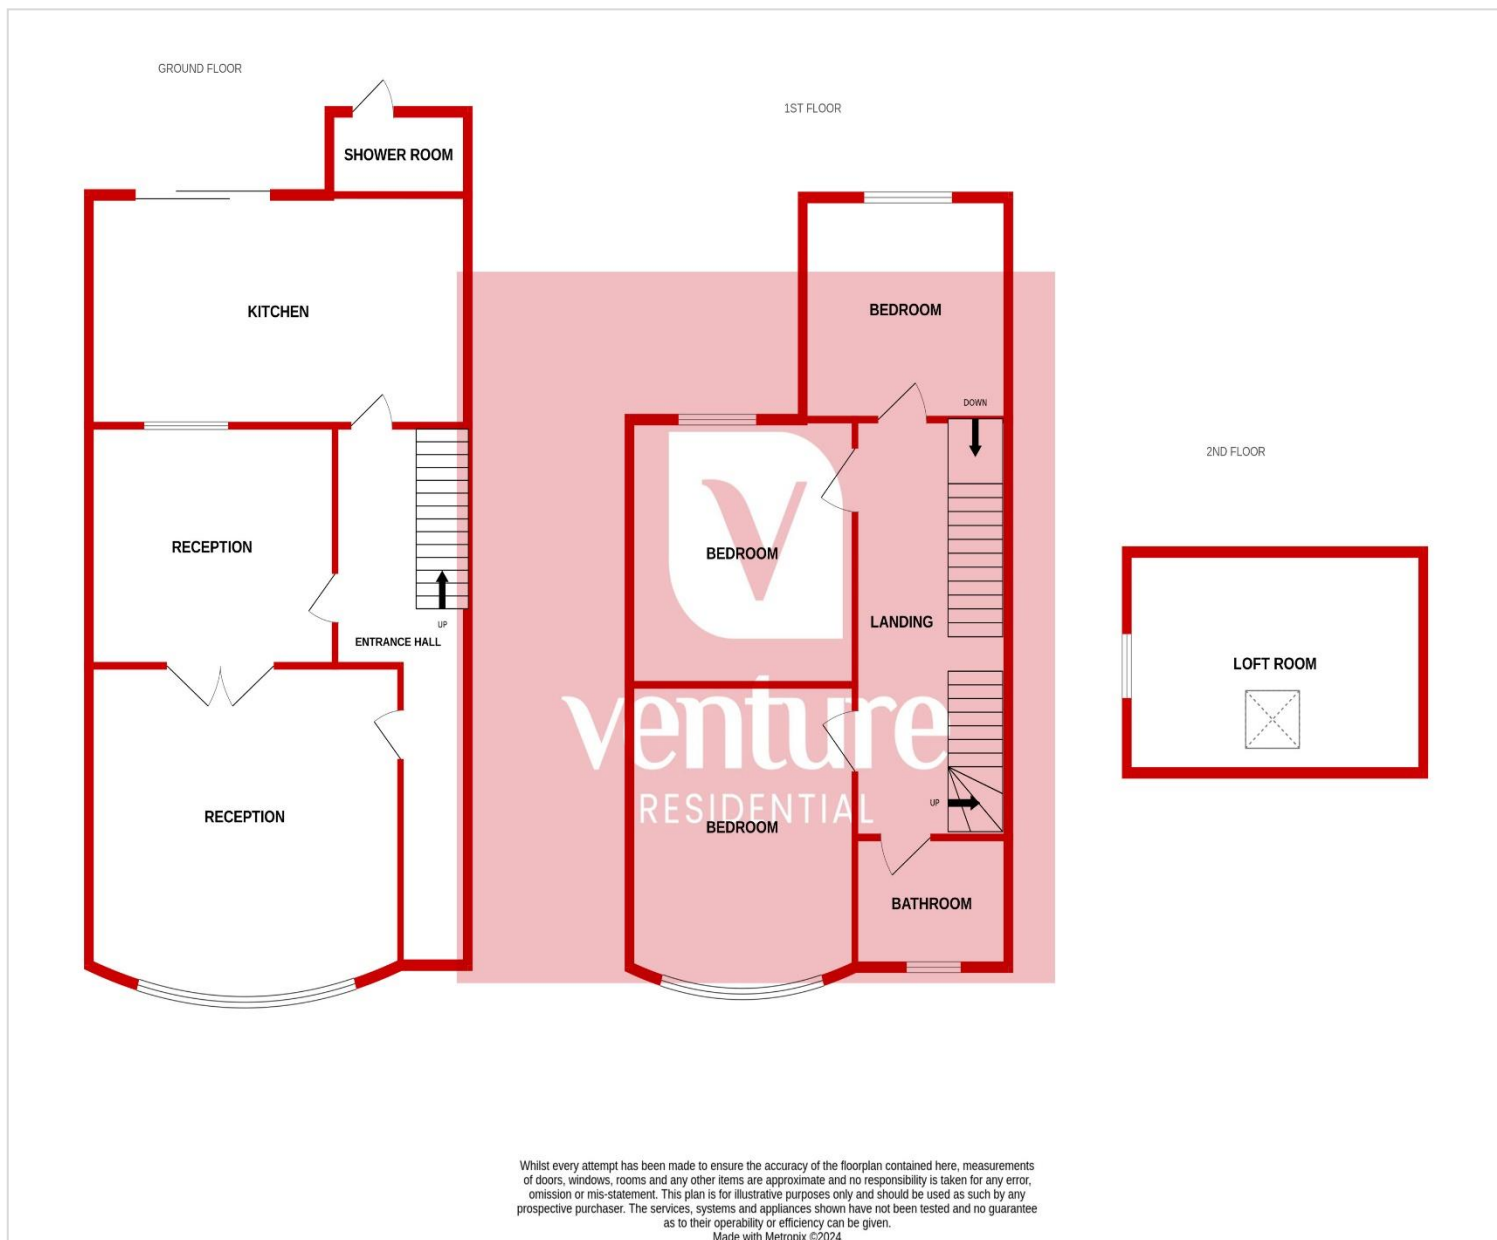 GROUND FLOOR
SHOWER ROOM
KITCHEN
RECEPTION
UP
ENTRANCE HALL
RECEPTION
1ST FLOOR
BEDROOM
DOWN
BEDROOM
LANDING
venture
RESIDENTIAL
UP
BEDROOM
BATHROOM
2ND FLOOR
LOFT ROOM
Whilst every attempt has been made to ensure the accuracy of the floorplan contained here, measurements
of doors, windows, rooms and any other items are approximate and no responsibility is taken for any error,
omission or mis-statement. This plan is for illustrative purposes only and should be used as such by any
prospective purchaser. The services, systems and appliances shown have not been tested and no guarantee
as to their operability or efficiency can be given.
Made with Metropix ©2024